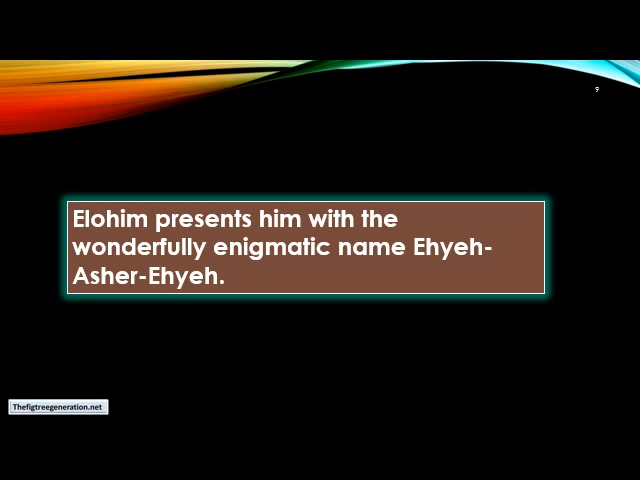 9
Elohim presents him with the
wonderfully enigmatic name Ehyeh-
Asher-Ehyeh.
Thefigtreegeneration.net